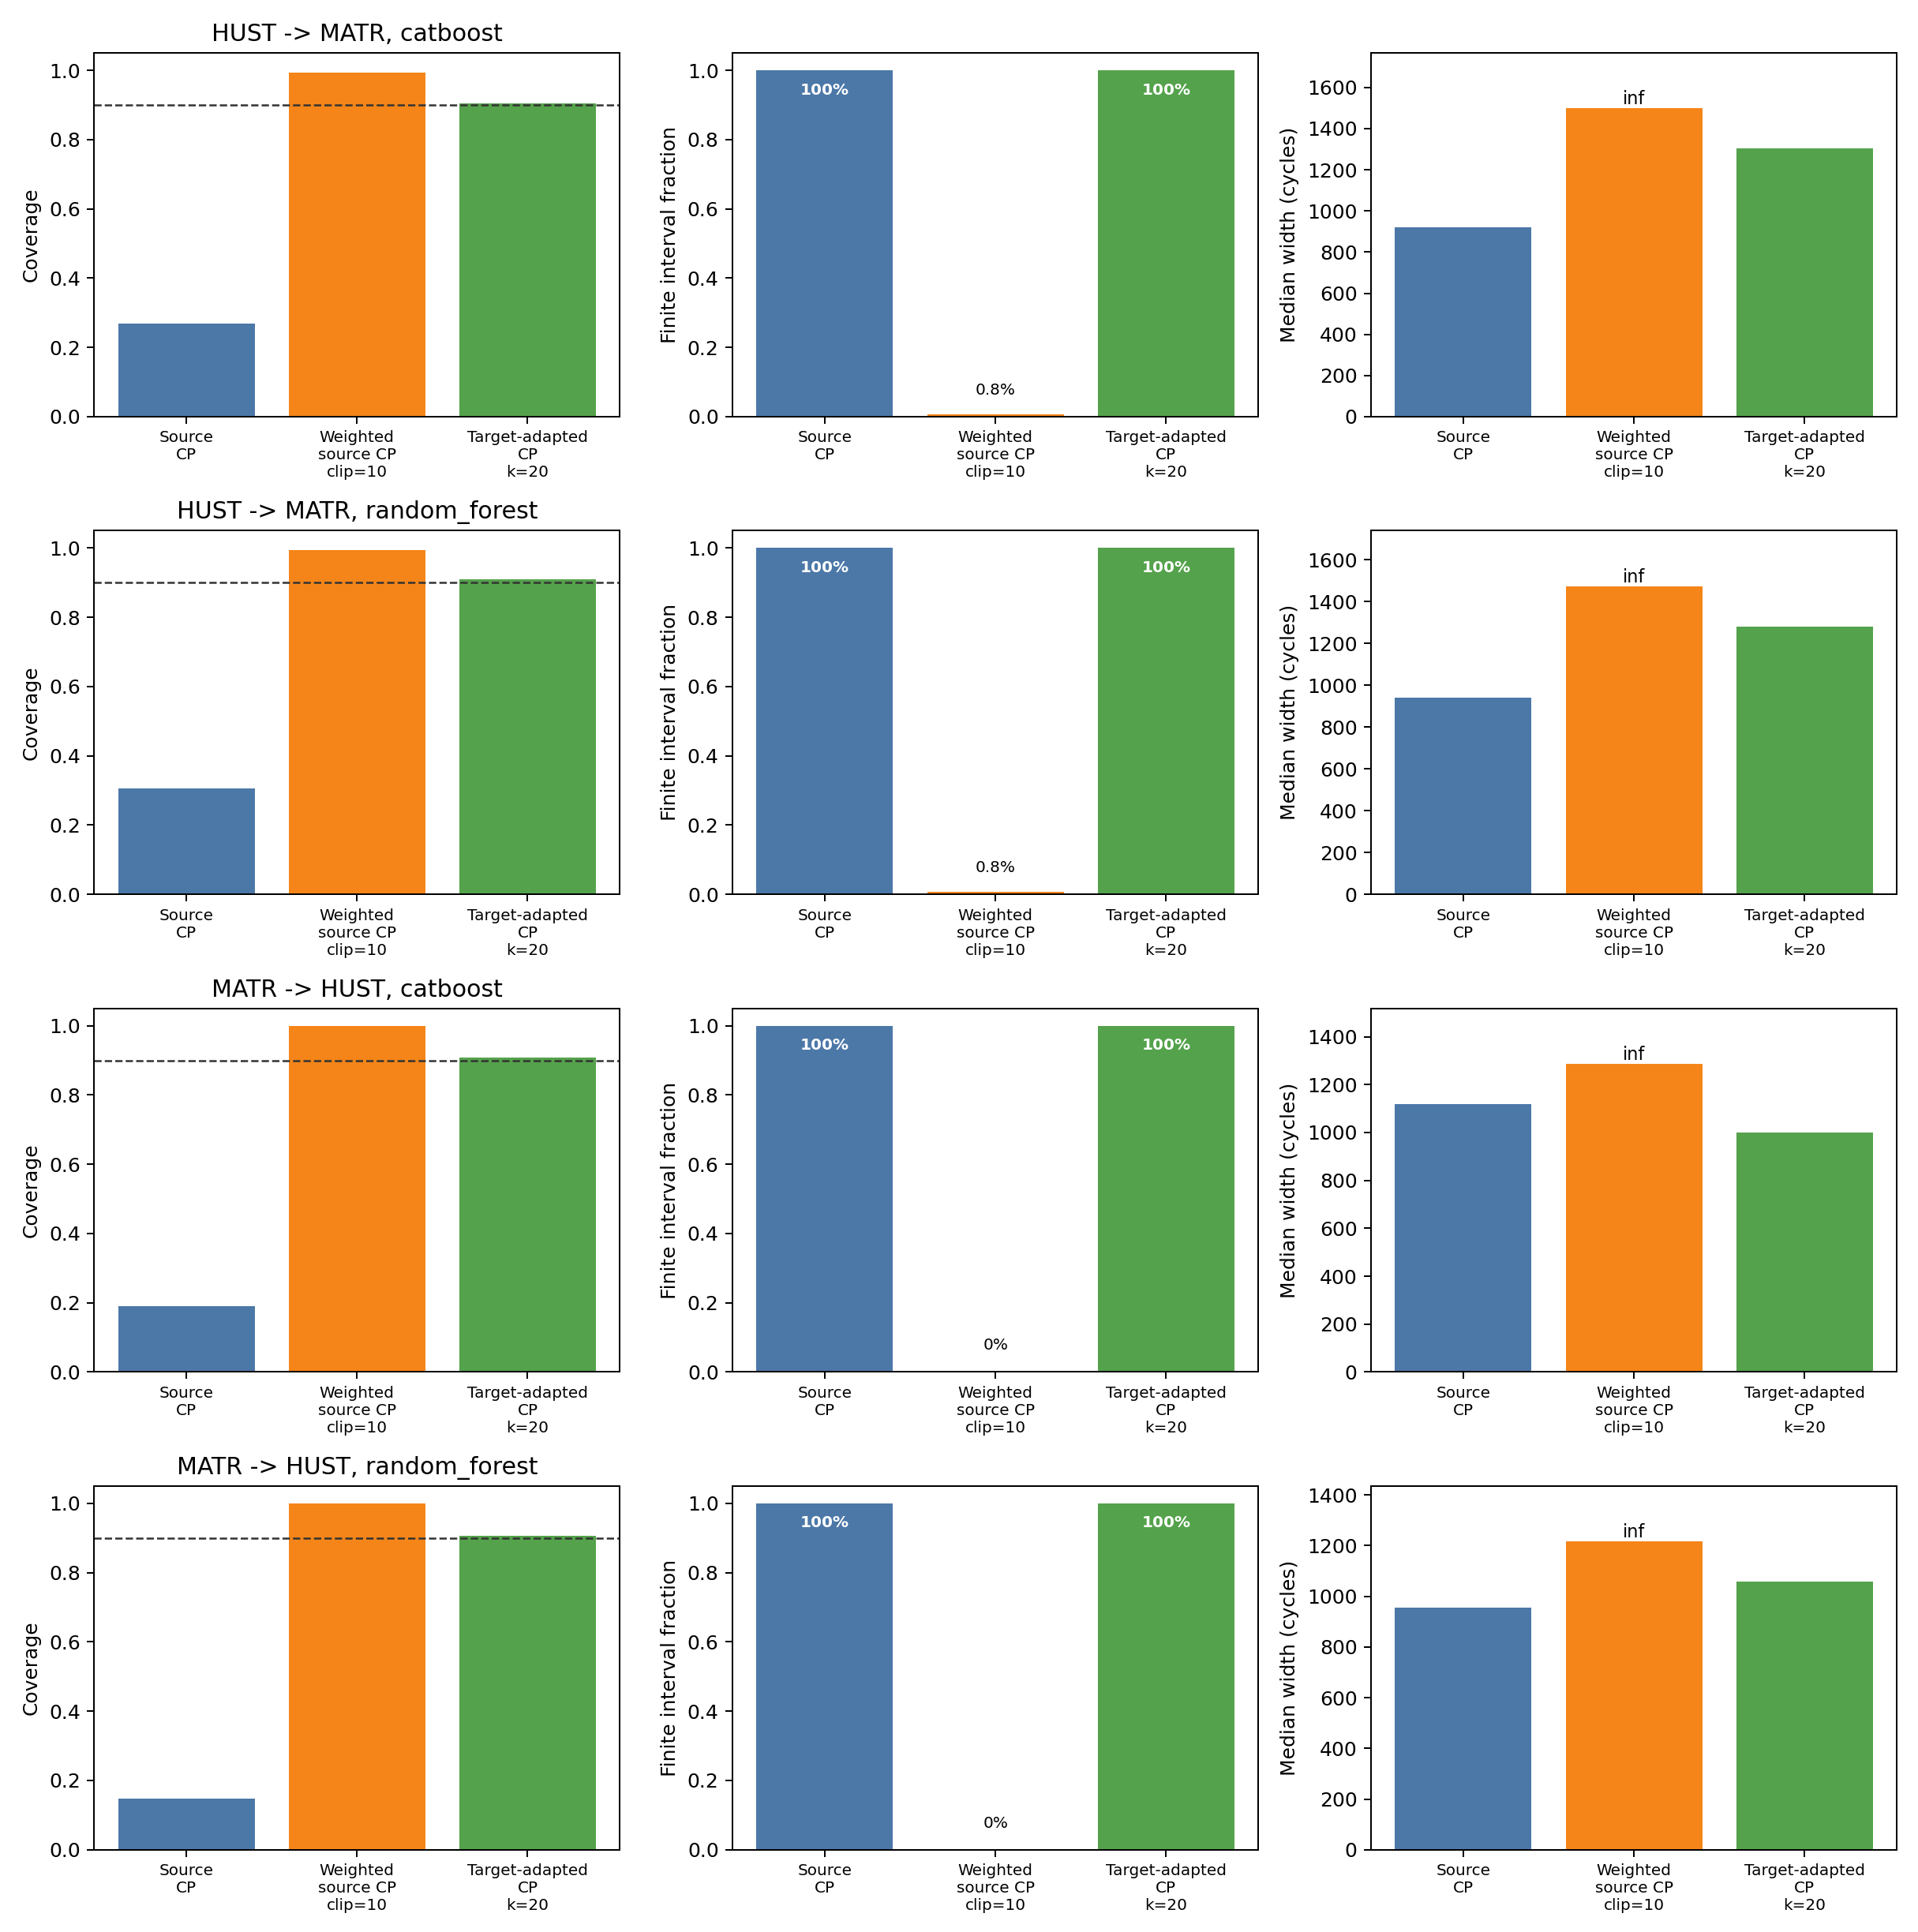 HUST -> MATR, catboost
Coverage
1.0
0.8
0.6
0.4
0.2
0.0
Source
CP
Weighted
source CP
clip=10
Target-adapted
CP
k=20
Finite interval fraction
1.0
0.8
0.6
0.4
0.2
0.0
100%
0.8%
100%
Source
CP
Weighted
source CP
clip=10
Target-adapted
CP
k=20
Median width (cycles)
1600
1400
1200
1000
800
600
400
200
0
inf
Source
CP
Weighted
source CP
clip=10
Target-adapted
CP
k=20
HUST -> MATR, random_forest
Coverage
1.0
0.8
0.6
0.4
0.2
0.0
Source
CP
Weighted
source CP
clip=10
Target-adapted
CP
k=20
Finite interval fraction
1.0
0.8
0.6
0.4
0.2
0.0
100%
0.8%
100%
Source
CP
Weighted
source CP
clip=10
Target-adapted
CP
k=20
Median width (cycles)
1600
1400
1200
1000
800
600
400
200
0
inf
Source
CP
Weighted
source CP
clip=10
Target-adapted
CP
k=20
MATR -> HUST, catboost
Coverage
1.0
0.8
0.6
0.4
0.2
0.0
Source
CP
Weighted
source CP
clip=10
Target-adapted
CP
k=20
Finite interval fraction
1.0
0.8
0.6
0.4
0.2
0.0
100%
0%
100%
Source
CP
Weighted
source CP
clip=10
Target-adapted
CP
k=20
Median width (cycles)
1400
1200
1000
800
600
400
200
0
inf
Source
CP
Weighted
source CP
clip=10
Target-adapted
CP
k=20
MATR -> HUST, random_forest
Coverage
1.0
0.8
0.6
0.4
0.2
0.0
Source
CP
Weighted
source CP
clip=10
Target-adapted
CP
k=20
Finite interval fraction
1.0
0.8
0.6
0.4
0.2
0.0
100%
0%
100%
Source
CP
Weighted
source CP
clip=10
Target-adapted
CP
k=20
Median width (cycles)
1400
1200
1000
800
600
400
200
0
inf
Source
CP
Weighted
source CP
clip=10
Target-adapted
CP
k=20